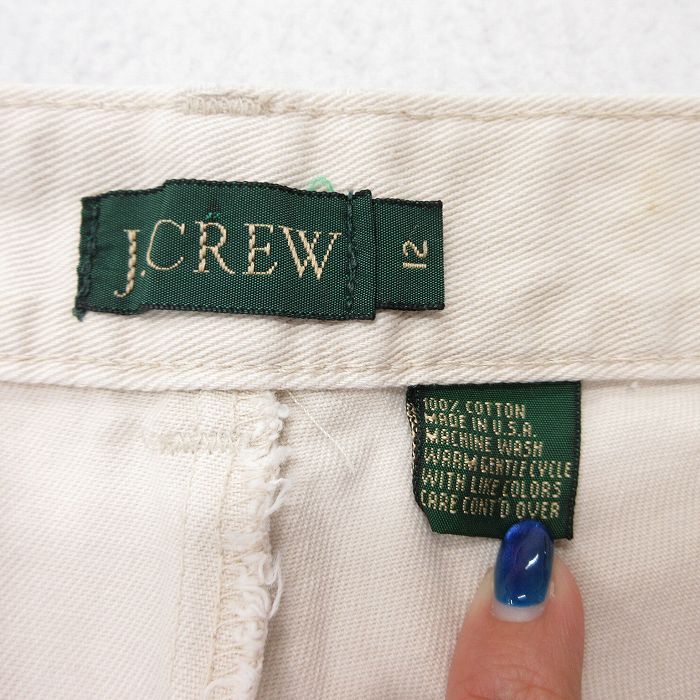 J.CREW
12
100% COTTON
MADE IN U.S.A.
MACHINE WASH
WARM GENTLE CYCLE
WITH LIKE COLORS
CARE CONT'D OVER